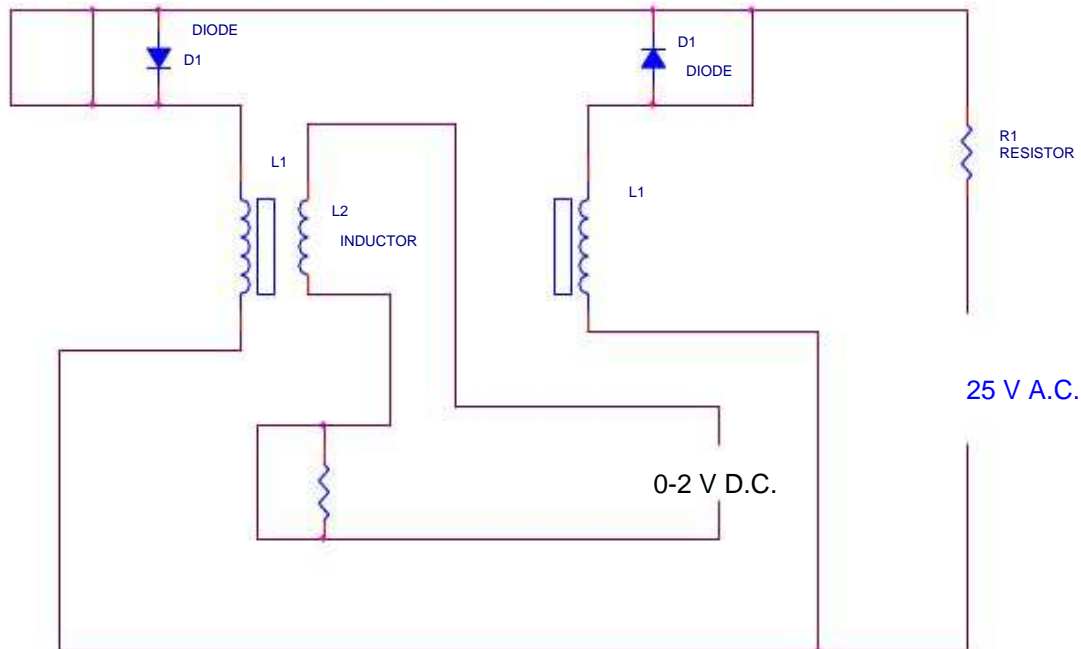 DIODE
D1
D1
DIODE
R1
RESISTOR
L1
L2
INDUCTOR
L1
25 V A.C.
0-2 V D.C.